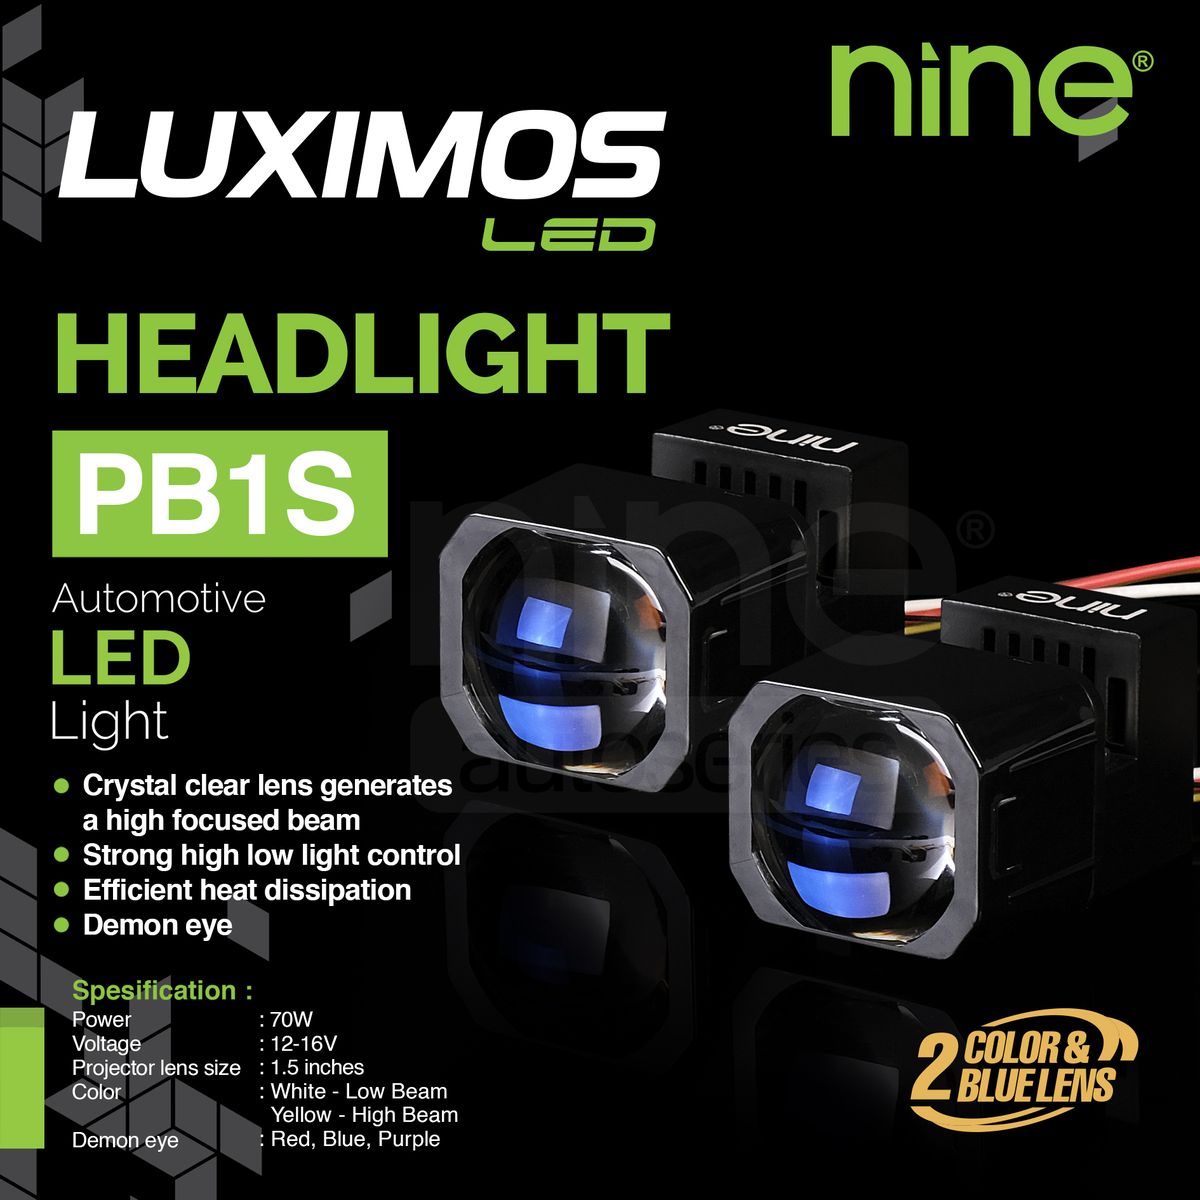 nine®
LUXIMOS
LED
HEADLIGHT
PB1S
Automotive
LED
Light
nine®
nine®
nine®
autoseries
● Crystal clear lens generates
a high focused beam
● Strong high low light control
● Efficient heat dissipation
● Demon eye
Spesification :
Power : 70W
Voltage : 12-16V
Projector lens size : 1.5 inches
Color : White - Low Beam
Yellow - High Beam
Demon eye : Red, Blue, Purple
2 COLOR &
BLUE LENS